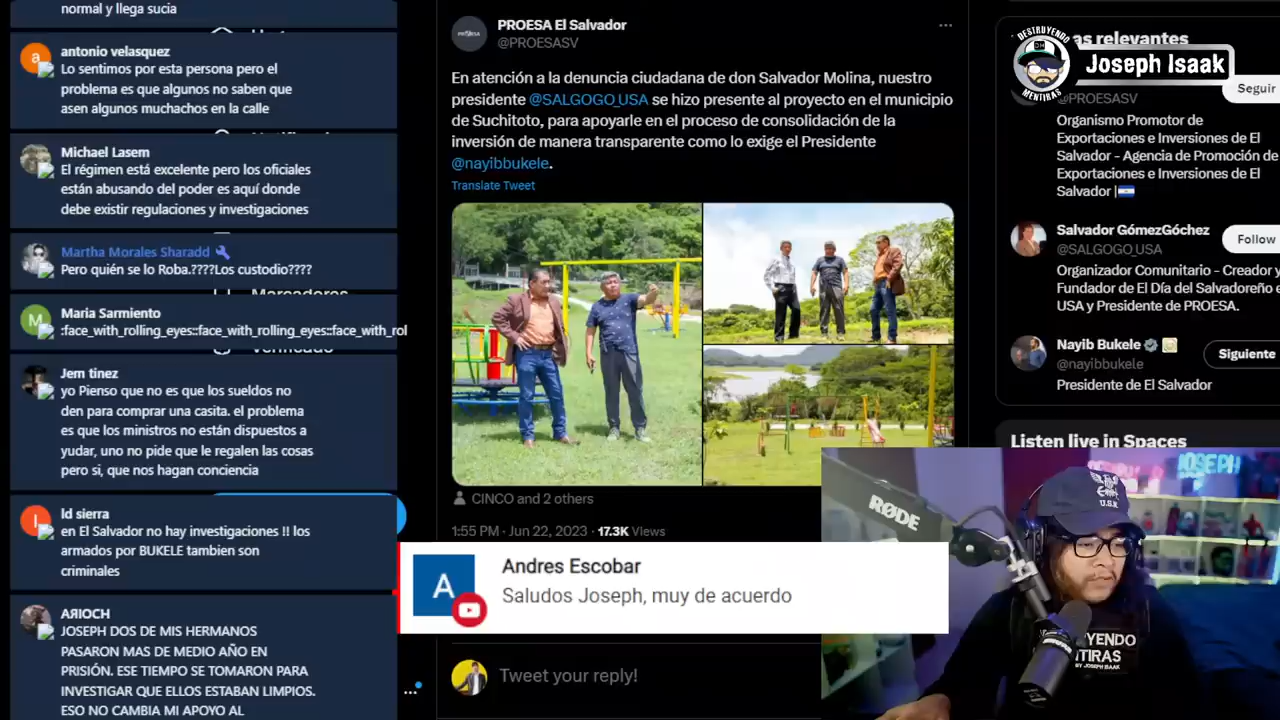 normal y llega sucia
antonio velasquez
Lo sentimos por esta persona pero el
problema es que algunos no saben que
asen algunos muchachos en la calle
Michael Lasem
El régimen está excelente pero los oficiales
están abusando del poder es aquí donde
debe existir regulaciones y investigaciones
Martha Morales Sharadd
Pero quién se lo Roba.????Los custodio????
Maria Sarmiento
:face_with_rolling_eyes::face_with_rolling_eyes::face_with_rol
Jem tinez
yo Pienso que no es que los sueldos no
den para comprar una casita. el problema
es que los ministros no están dispuestos a
yudar, uno no pide que le regalen las cosas
pero si, que nos hagan conciencia
ld sierra
en El Salvador no hay investigaciones !! los
armados por BUKELE tambien son
criminales
AЯIOCH
JOSEPH DOS DE MIS HERMANOS
PASARON MAS DE MEDIO AÑO EN
PRISIÓN. ESE TIEMPO SE TOMARON PARA
INVESTIGAR QUE ELLOS ESTABAN LIMPIOS.
ESO NO CAMBIA MI APOYO AL
PROESA El Salvador
@PROESASV
En atención a la denuncia ciudadana de don Salvador Molina, nuestro
presidente @SALGOGO_USA se hizo presente al proyecto en el municipio
de Suchitoto, para apoyarle en el proceso de consolidación de la
inversión de manera transparente como lo exige el Presidente
@nayibbukele.
Translate Tweet
CINCO and 2 others
1:55 PM · Jun 22, 2023 · 17.3K Views
A
Andres Escobar
Saludos Joseph, muy de acuerdo
Tweet your reply!
relevantes
DESTRUYENDO
MENTIRAS
Joseph Isaak
Seguir
@PROESASV
Organismo Promotor de
Exportaciones e Inversiones de El
Salvador - Agencia de Promoción de
Exportaciones e Inversiones de El
Salvador |
Salvador GómezGóchez
Follow
@SALGOGO_USA
Organizador Comunitario - Creador y
Fundador de El Día del Salvadoreño e
USA y Presidente de PROESA.
Nayib Bukele
Siguiente
@nayibbukele
Presidente de El Salvador
Listen live in Spaces
RØDE
JOSEPH
U.S.A
YENDO
TIRAS
BY JOSEPH ISAAK